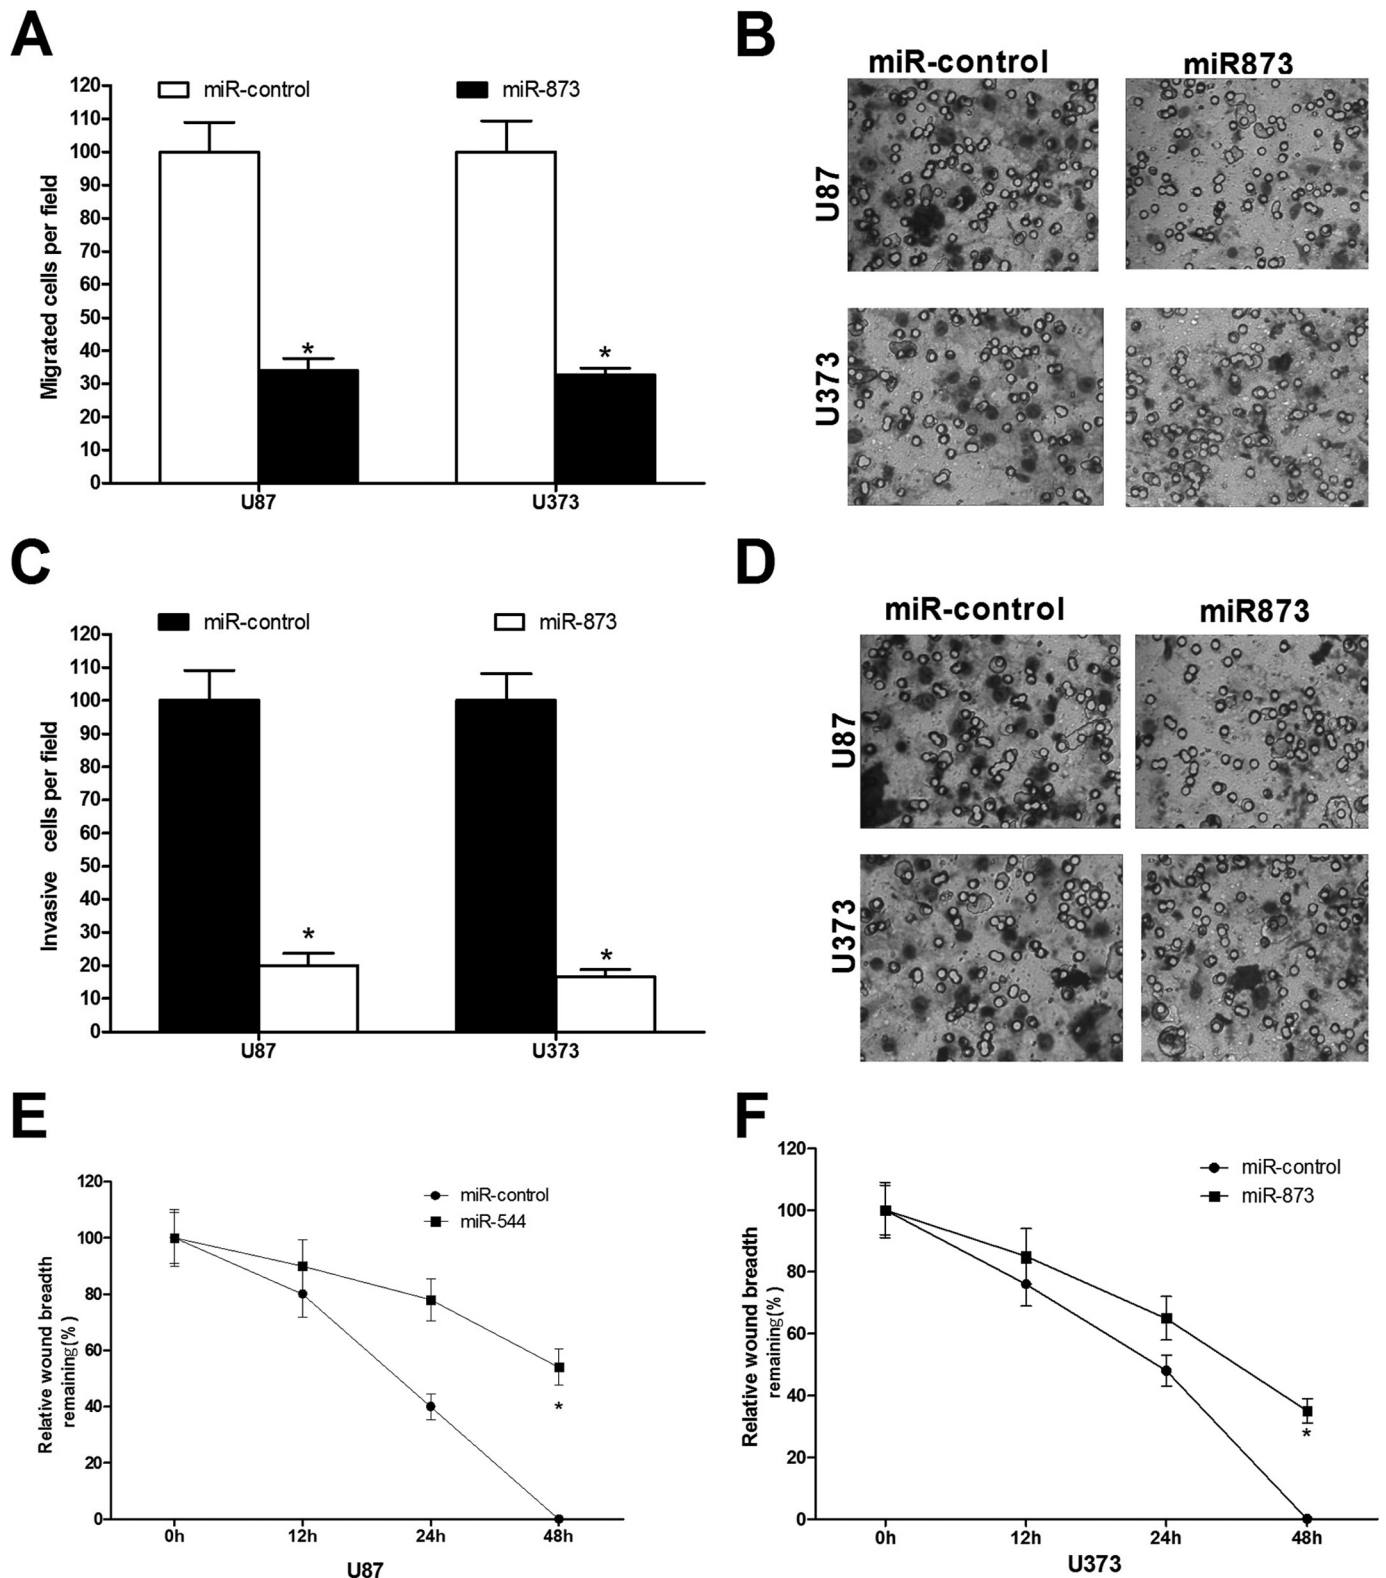 A
miR-control
miR-873
120
110
100
90
80
70
60
50
40
30
20
10
0
Migrated cells per field
*
*
U87
U373
B
miR-control
miR873
U87
U373
C
miR-control
miR-873
120
110
100
90
80
70
60
50
40
30
20
10
0
Invasive cells per field
*
*
U87
U373
D
miR-control
miR873
U87
U373
E
miR-control
miR-544
120
100
80
60
40
20
0
Relative wound breadth
remaining(%)
*
0h
12h
24h
48h
U87
F
miR-control
miR-873
120
100
80
60
40
20
0
Relative wound breadth
remaining(%)
*
0h
12h
24h
48h
U373